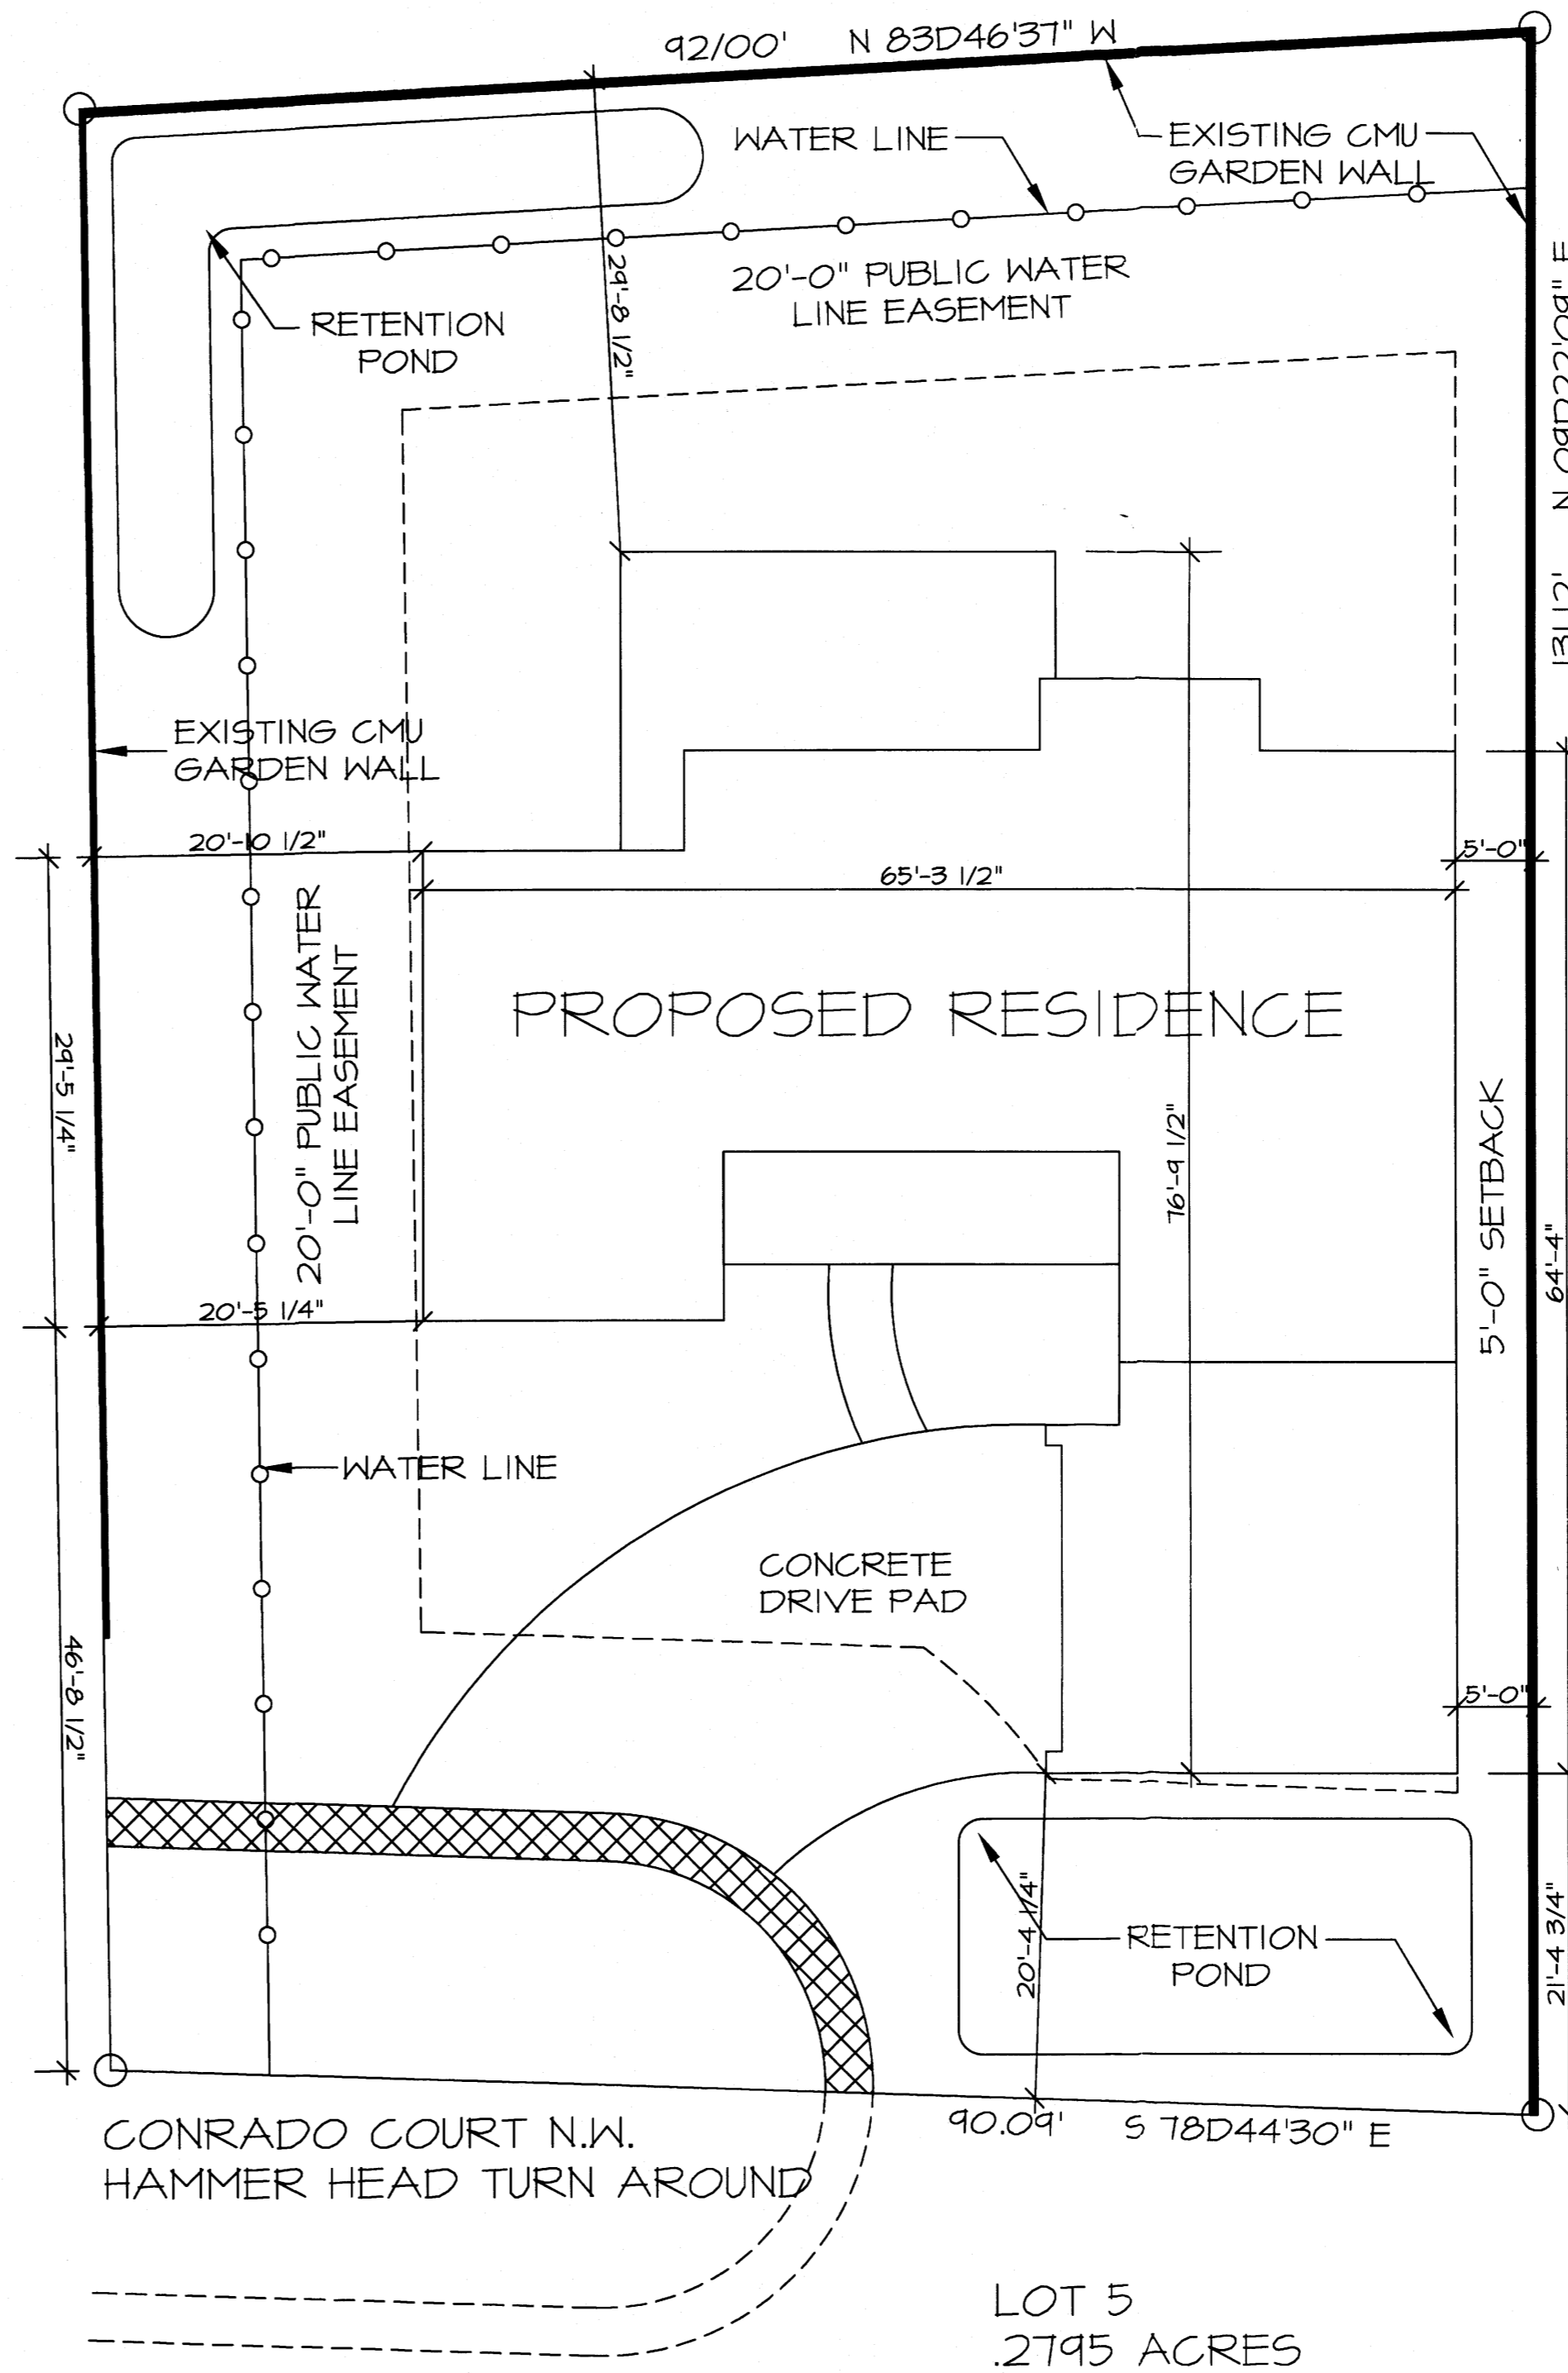 92/00' N 83D46'37" W
WATER LINE
EXISTING CMU
GARDEN WALL
20'-0" PUBLIC WATER
LINE EASEMENT
29'-8 1/2"
RETENTION
POND
131.12' N 09D22'09" E
EXISTING CMU
GARDEN WALL
20'-10 1/2"
5'-0"
65'-3 1/2"
20'-0" PUBLIC WATER
LINE EASEMENT
PROPOSED RESIDENCE
29'-5 1/4"
76'-9 1/2"
5'-0" SETBACK
64'-4"
20'-5 1/4"
WATER LINE
CONCRETE
DRIVE PAD
46'-8 1/2"
5'-0"
20'-4 1/4"
RETENTION
POND
21'-4 3/4"
90.09' S 78D44'30" E
CONRADO COURT N.W.
HAMMER HEAD TURN AROUND
LOT 5
.2795 ACRES